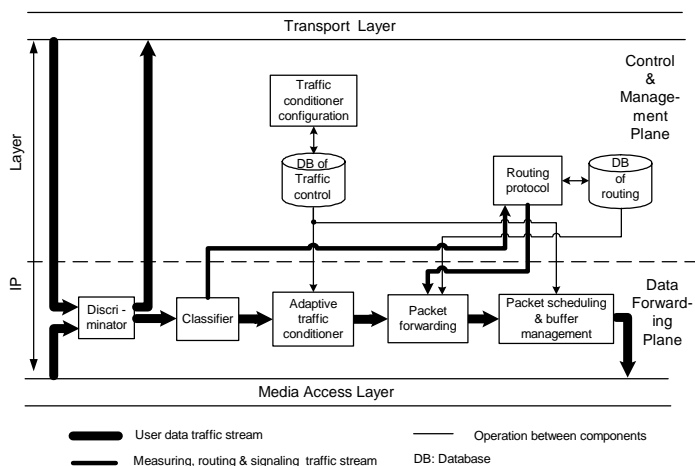 Transport Layer
Control
&
Manage-
ment
Plane
Traffic
conditioner
configuration
Layer
DB of
Traffic
control
Routing
protocol
DB
of
routing
IP
Discri -
minator
Classifier
Adaptive
traffic
conditioner
Packet
forwarding
Packet scheduling
& buffer
management
Data
Forward-
ing
Plane
Media Access Layer
User data traffic stream
Operation between components
Measuring, routing & signaling traffic stream
DB: Database